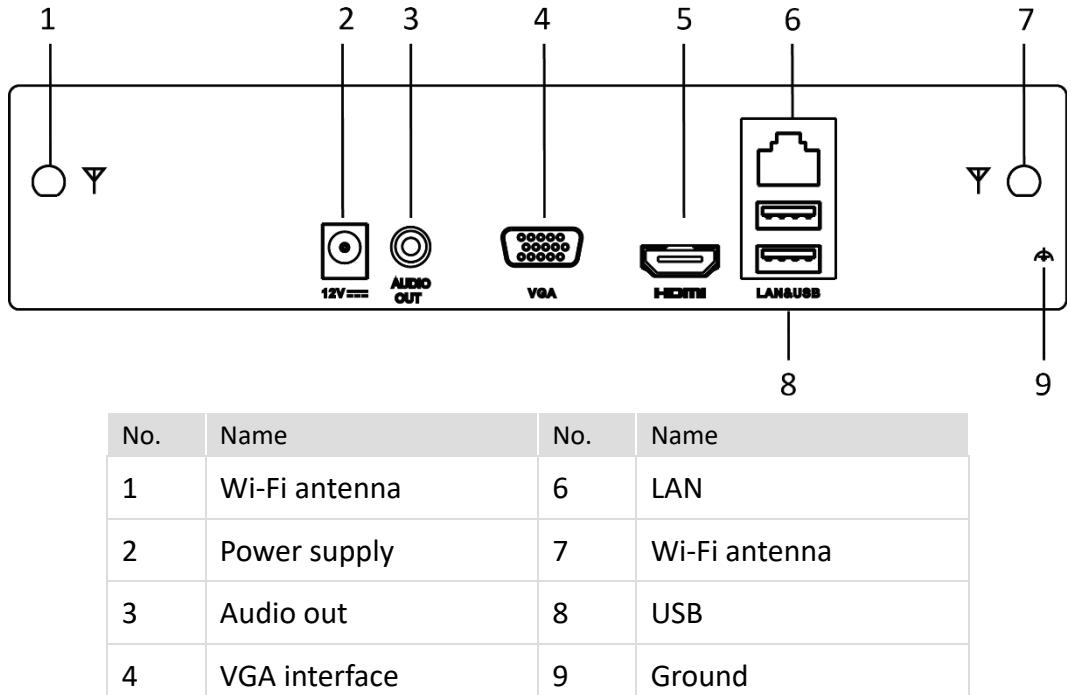 1 2 3 4 5 6 7
12V
AUDIO
OUT
VGA
HDMI
LAN&USB
8 9
No. Name No. Name
1 Wi-Fi antenna 6 LAN
2 Power supply 7 Wi-Fi antenna
3 Audio out 8 USB
4 VGA interface 9 Ground